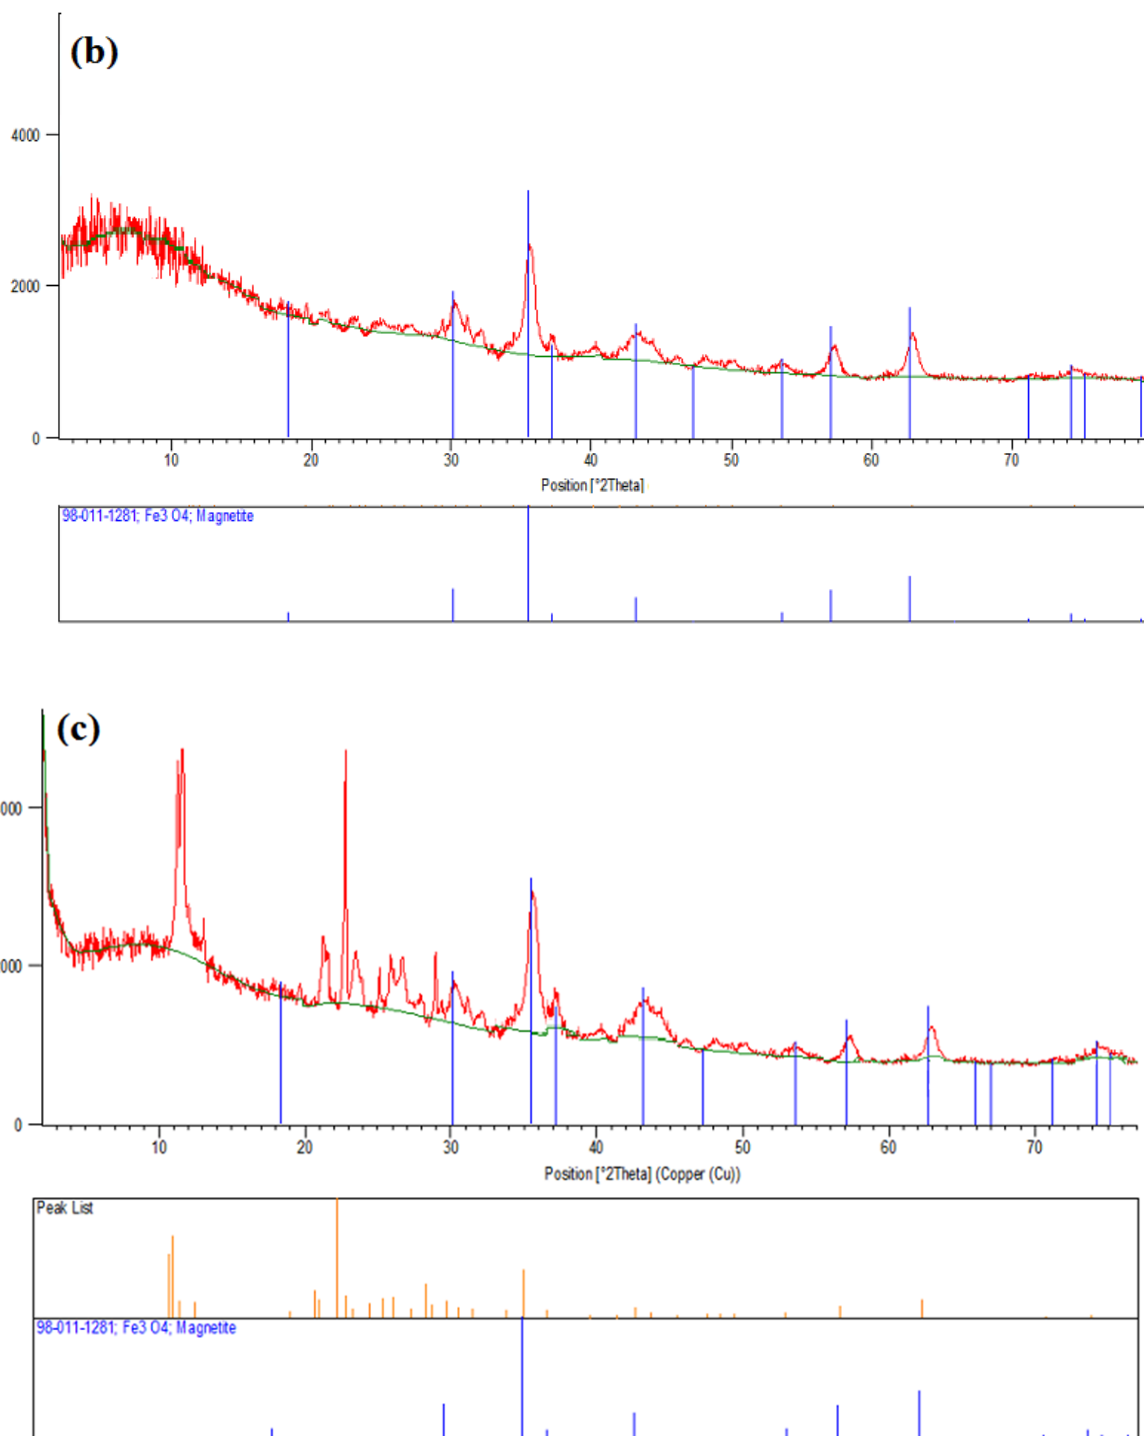 (b)
4000
2000
0
10 20 30 40 50 60 70
Position [°2Theta]
98-011-1281; Fe3 O4; Magnetite
(c)
000
000
0
10 20 30 40 50 60 70
Position [°2Theta] (Copper (Cu))
Peak List
98-011-1281; Fe3 O4; Magnetite